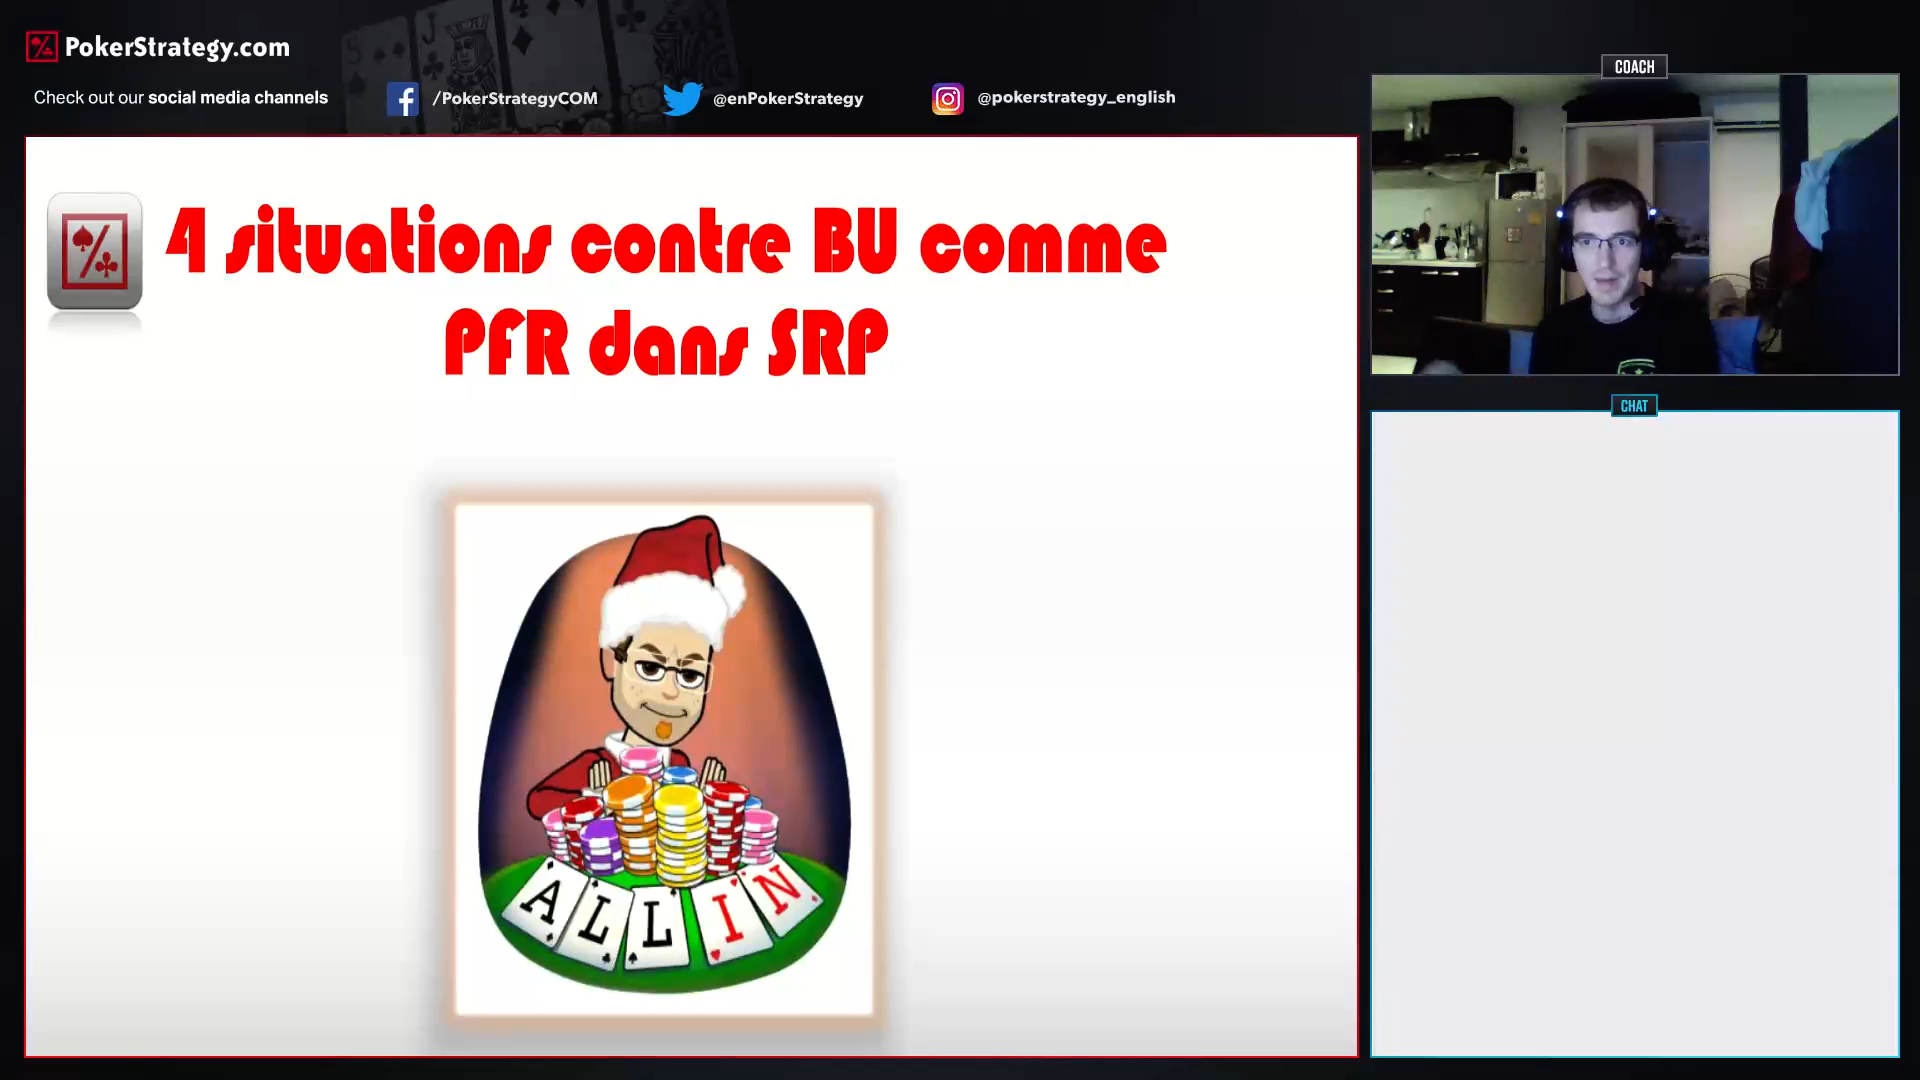 PokerStrategy.com
Check out our social media channels
/PokerStrategyCOM
@enPokerStrategy
@pokerstrategy_english
COACH
CHAT
4 situations contre BU comme
PFR dans SRP
ALL IN